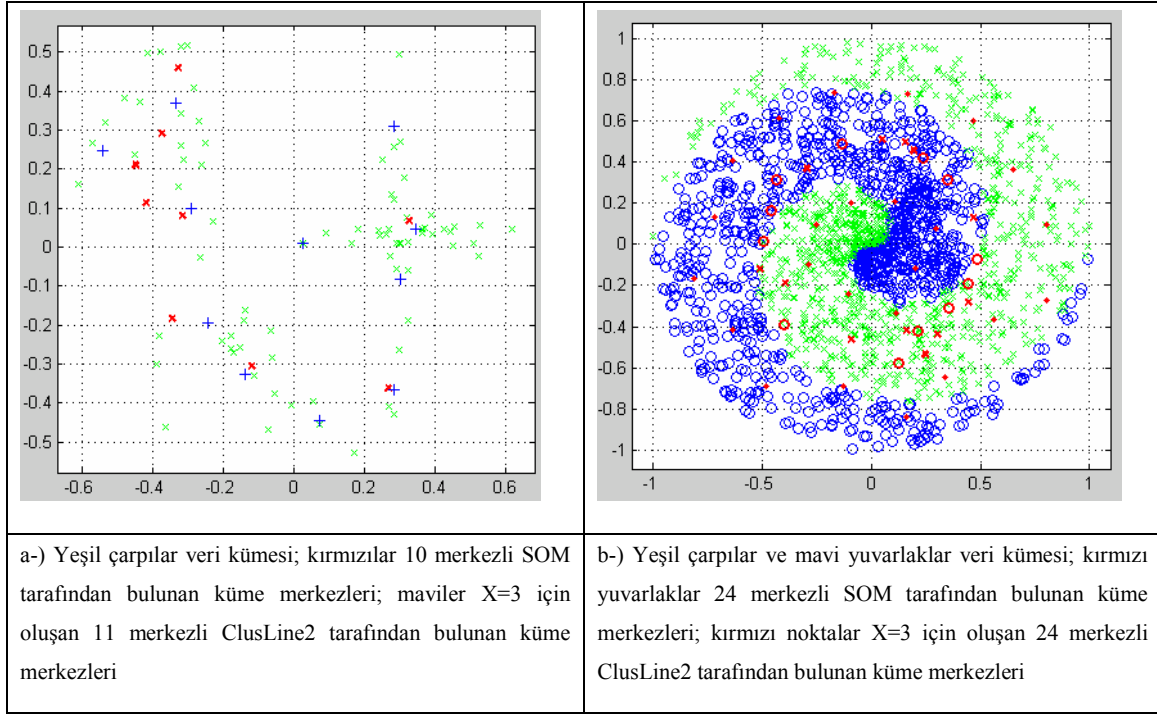 0.5
0.4
0.3
0.2
0.1
0
-0.1
-0.2
-0.3
-0.4
-0.5
-0.6 -0.4 -0.2 0 0.2 0.4 0.6
1
0.8
0.6
0.4
0.2
0
-0.2
-0.4
-0.6
-0.8
-1
-1 -0.5 0 0.5 1
a-) Yeşil çarpılar veri kümesi; kırmızılar 10 merkezli SOM
tarafından bulunan küme merkezleri; maviler X=3 için
oluşan 11 merkezli ClusLine2 tarafından bulunan küme
merkezleri
b-) Yeşil çarpılar ve mavi yuvarlaklar veri kümesi; kırmızı
yuvarlaklar 24 merkezli SOM tarafından bulunan küme
merkezleri; kırmızı noktalar X=3 için oluşan 24 merkezli
ClusLine2 tarafından bulunan küme merkezleri